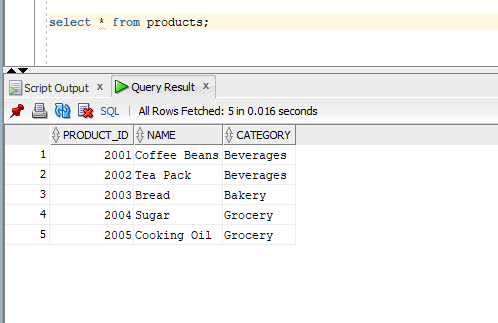 select * from products;
Script Output x Query Result x
SQL | All Rows Fetched: 5 in 0.016 seconds
PRODUCT_ID NAME CATEGORY
1 2001 Coffee Beans Beverages
2 2002 Tea Pack Beverages
3 2003 Bread Bakery
4 2004 Sugar Grocery
5 2005 Cooking Oil Grocery